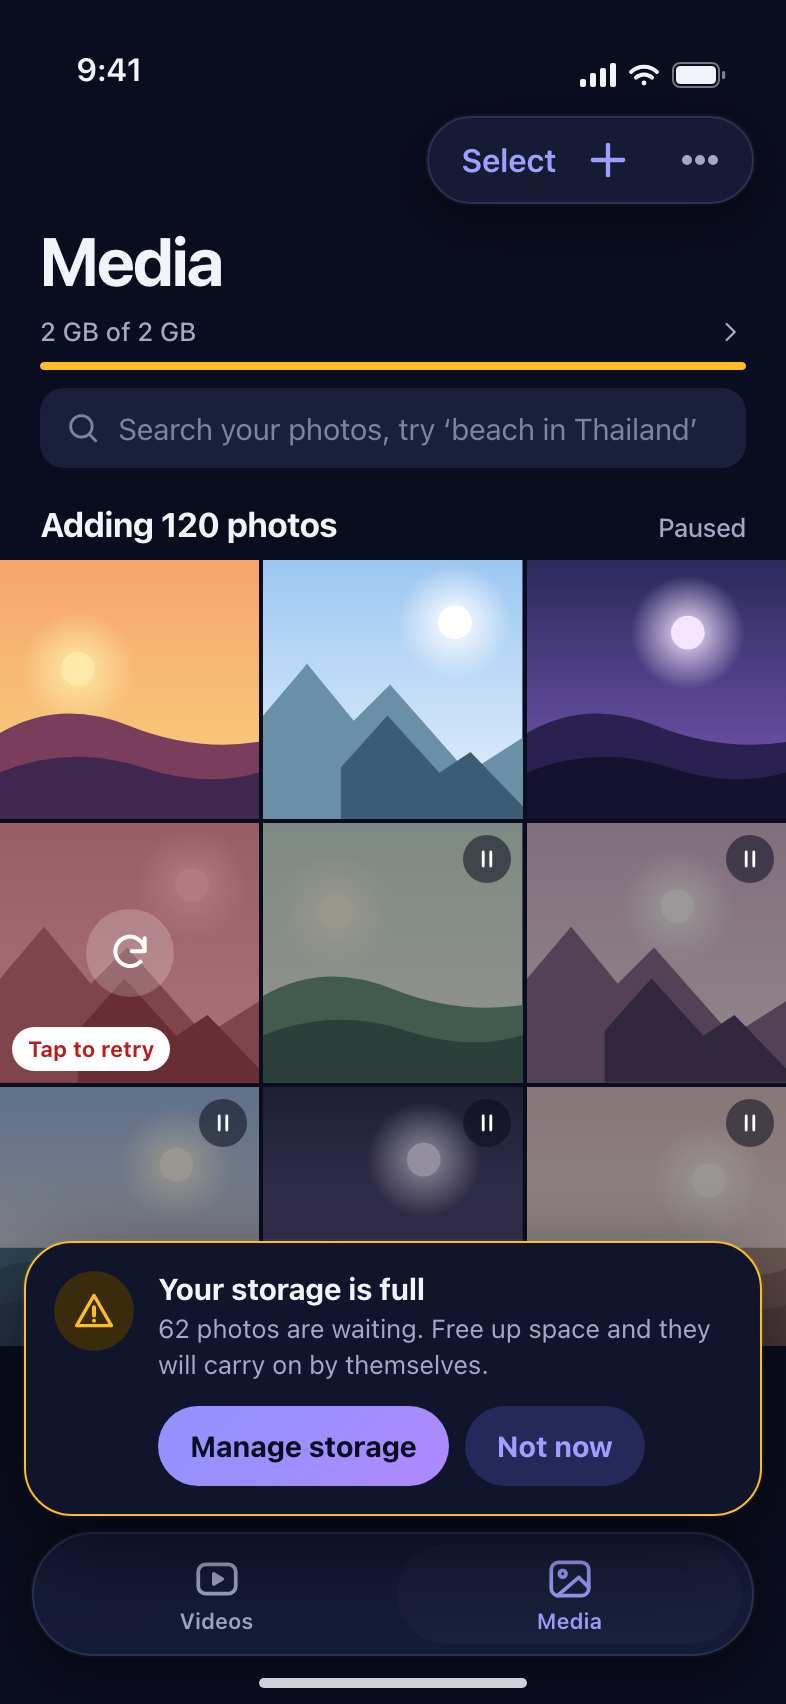 9:41
Select
Media
2 GB of 2 GB
Search your photos, try ‘beach in Thailand’
Adding 120 photos
Paused
Tap to retry
Your storage is full
62 photos are waiting. Free up space and they
will carry on by themselves.
Manage storage
Not now
Videos
Media